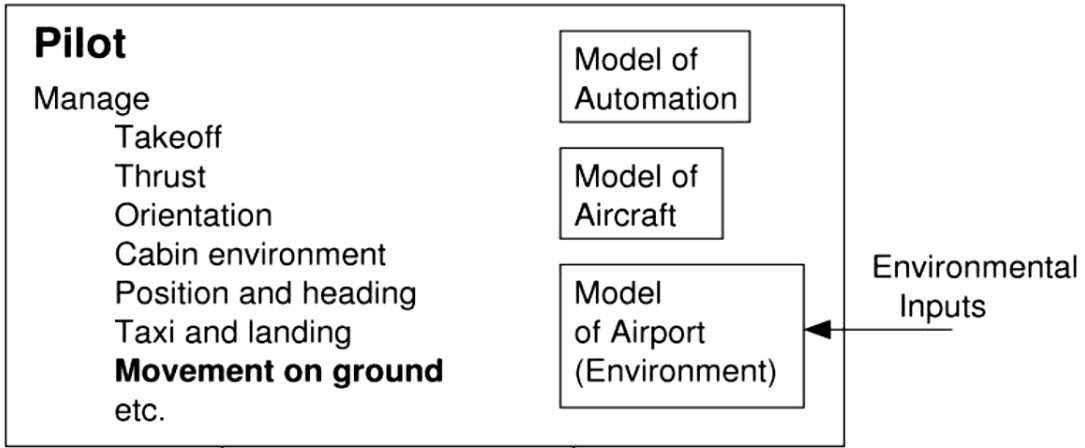 Pilot
Manage
Takeoff
Thrust
Orientation
Cabin environment
Position and heading
Taxi and landing
Movement on ground
etc.
Model of
Automation
Model of
Aircraft
Model
of Airport
(Environment)
Environmental
Inputs